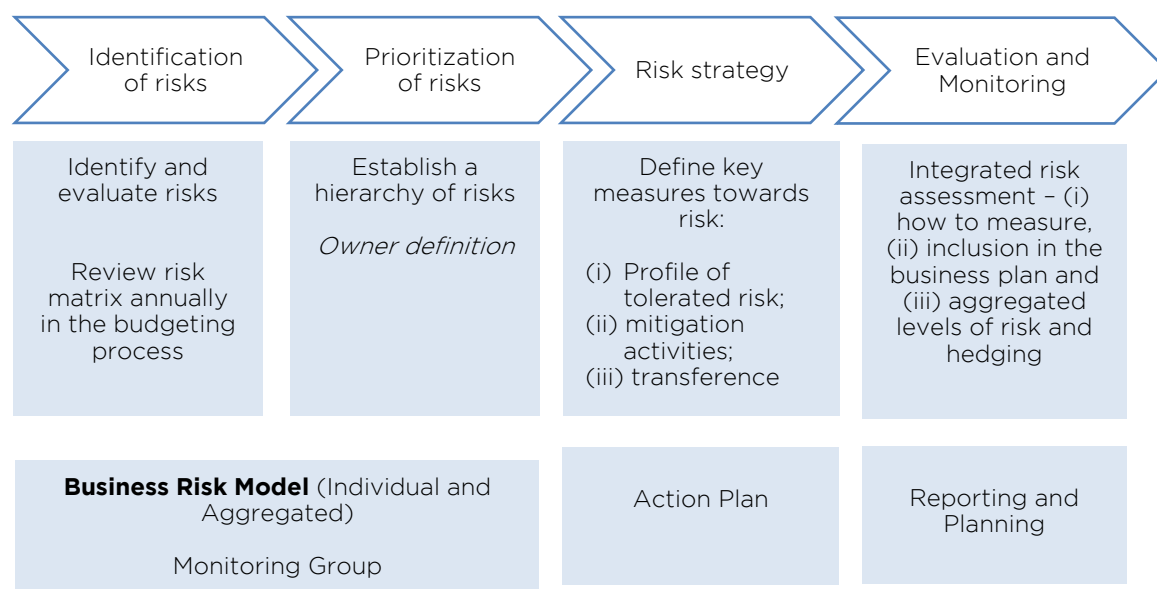 Identification
of risks
Prioritization
of risks
Risk strategy
Evaluation and
Monitoring
Identify and
evaluate risks
Review risk
matrix annually
in the budgeting
process
Establish a
hierarchy of risks
Owner definition
Define key
measures towards
risk:
(i) Profile of
tolerated risk;
(ii) mitigation
activities;
(iii) transference
Integrated risk
assessment – (i)
how to measure,
(ii) inclusion in the
business plan and
(iii) aggregated
levels of risk and
hedging
Business Risk Model (Individual and
Aggregated)
Monitoring Group
Action Plan
Reporting and
Planning